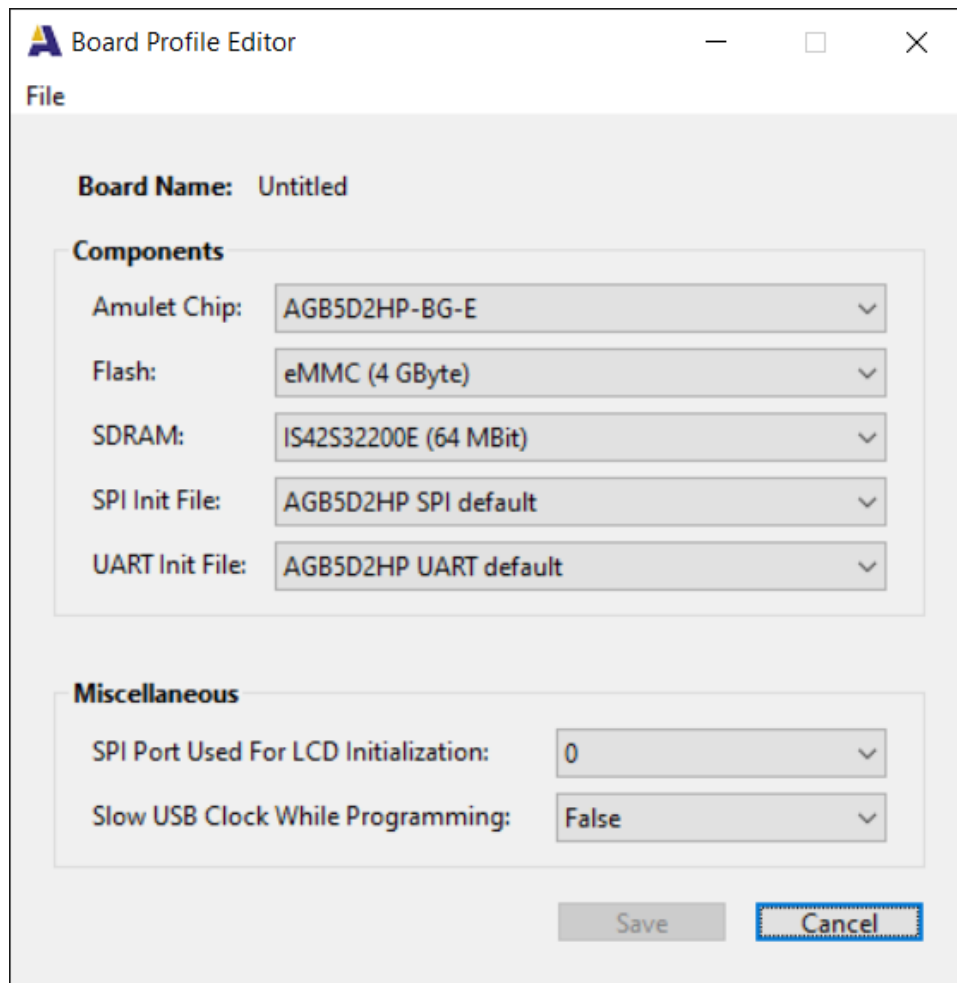 Board Profile Editor
File
Board Name: Untitled
Components
Amulet Chip: AGB5D2HP-BG-E
Flash: eMMC (4 GByte)
SDRAM: IS42S32200E (64 MBit)
SPI Init File: AGB5D2HP SPI default
UART Init File: AGB5D2HP UART default
Miscellaneous
SPI Port Used For LCD Initialization: 0
Slow USB Clock While Programming: False
Save Cancel